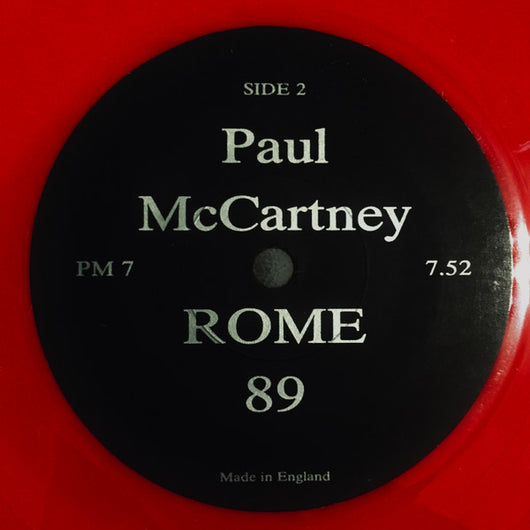 SIDE 2
Paul
McCartney
PM 7
7.52
ROME
89
Made in England